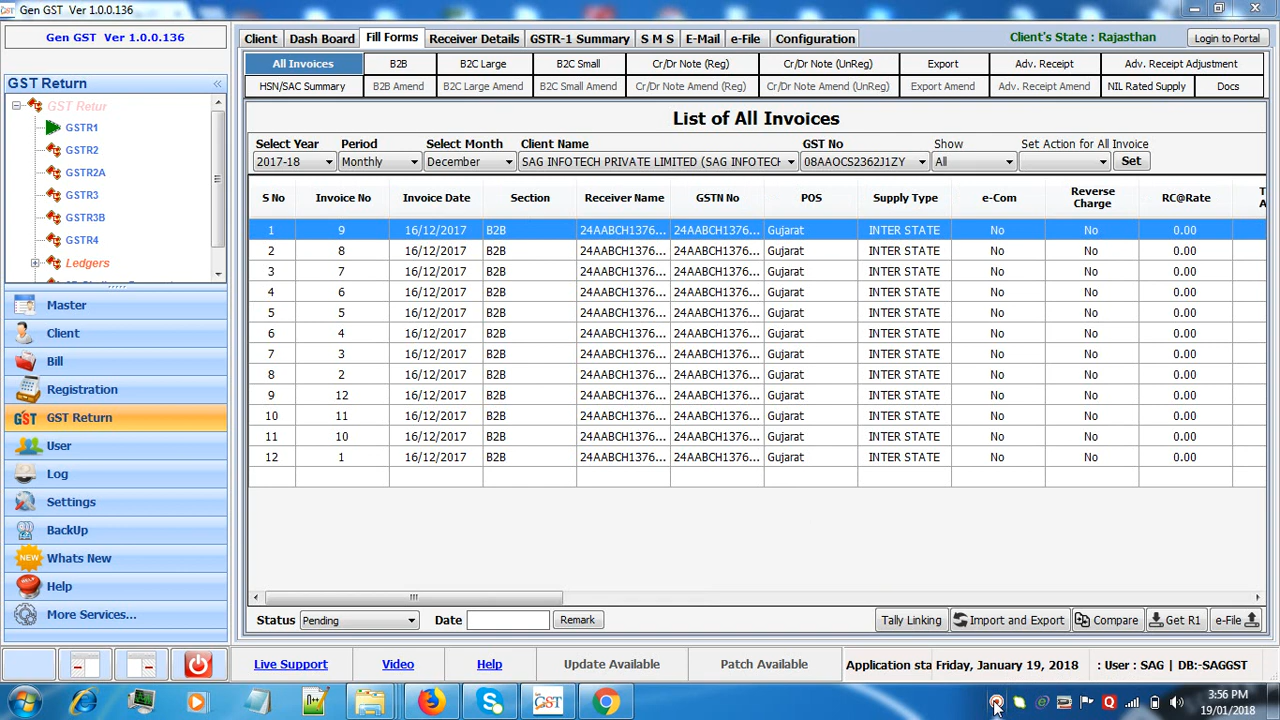 Gen GST Ver 1.0.0.136
Gen GST Ver 1.0.0.136
Client Dash Board Fill Forms Receiver Details GSTR-1 Summary S M S E-Mail e-File Configuration Client's State : Rajasthan Login to Portal
All Invoices B2B B2C Large B2C Small Cr/Dr Note (Reg) Cr/Dr Note (UnReg) Export Adv. Receipt Adv. Receipt Adjustment
HSN/SAC Summary B2B Amend B2C Large Amend B2C Small Amend Cr/Dr Note Amend (Reg) Cr/Dr Note Amend (UnReg) Export Amend Adv. Receipt Amend NIL Rated Supply Docs
GST Return
GST Retur
GSTR1
GSTR2
GSTR2A
GSTR3
GSTR3B
GSTR4
Ledgers
Master
Client
Bill
Registration
GST Return
User
Log
Settings
BackUp
Whats New
Help
More Services...
List of All Invoices
Select Year Period Select Month Client Name GST No Show Set Action for All Invoice
2017-18 Monthly December SAG INFOTECH PRIVATE LIMITED (SAG INFOTECH 08AAOCS2362J1ZY All Set
S No Invoice No Invoice Date Section Receiver Name GSTN No POS Supply Type e-Com Reverse Charge RC@Rate
1 9 16/12/2017 B2B 24AABCH1376... 24AABCH1376... Gujarat INTER STATE No No 0.00
2 8 16/12/2017 B2B 24AABCH1376... 24AABCH1376... Gujarat INTER STATE No No 0.00
3 7 16/12/2017 B2B 24AABCH1376... 24AABCH1376... Gujarat INTER STATE No No 0.00
4 6 16/12/2017 B2B 24AABCH1376... 24AABCH1376... Gujarat INTER STATE No No 0.00
5 5 16/12/2017 B2B 24AABCH1376... 24AABCH1376... Gujarat INTER STATE No No 0.00
6 4 16/12/2017 B2B 24AABCH1376... 24AABCH1376... Gujarat INTER STATE No No 0.00
7 3 16/12/2017 B2B 24AABCH1376... 24AABCH1376... Gujarat INTER STATE No No 0.00
8 2 16/12/2017 B2B 24AABCH1376... 24AABCH1376... Gujarat INTER STATE No No 0.00
9 12 16/12/2017 B2B 24AABCH1376... 24AABCH1376... Gujarat INTER STATE No No 0.00
10 11 16/12/2017 B2B 24AABCH1376... 24AABCH1376... Gujarat INTER STATE No No 0.00
11 10 16/12/2017 B2B 24AABCH1376... 24AABCH1376... Gujarat INTER STATE No No 0.00
12 1 16/12/2017 B2B 24AABCH1376... 24AABCH1376... Gujarat INTER STATE No No 0.00
Status Pending Date Remark Tally Linking Import and Export Compare Get R1 e-File
Live Support Video Help Update Available Patch Available Application sta Friday, January 19, 2018 : User : SAG | DB:-SAGGST
3:56 PM
19/01/2018